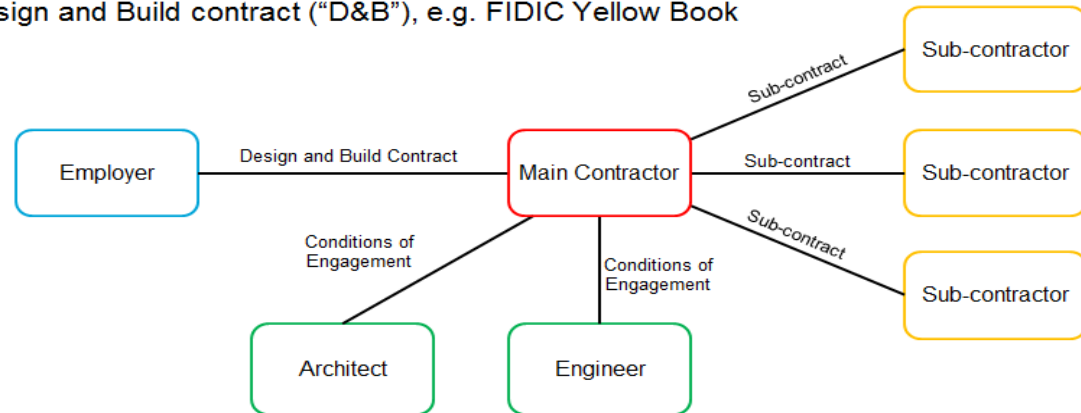 sign and Build contract (“D&B”), e.g. FIDIC Yellow Book
Sub-contractor
Sub-contract
Employer
Design and Build Contract
Main Contractor
Sub-contract
Sub-contractor
Sub-contract
Conditions of
Engagement
Conditions of
Engagement
Sub-contractor
Architect
Engineer